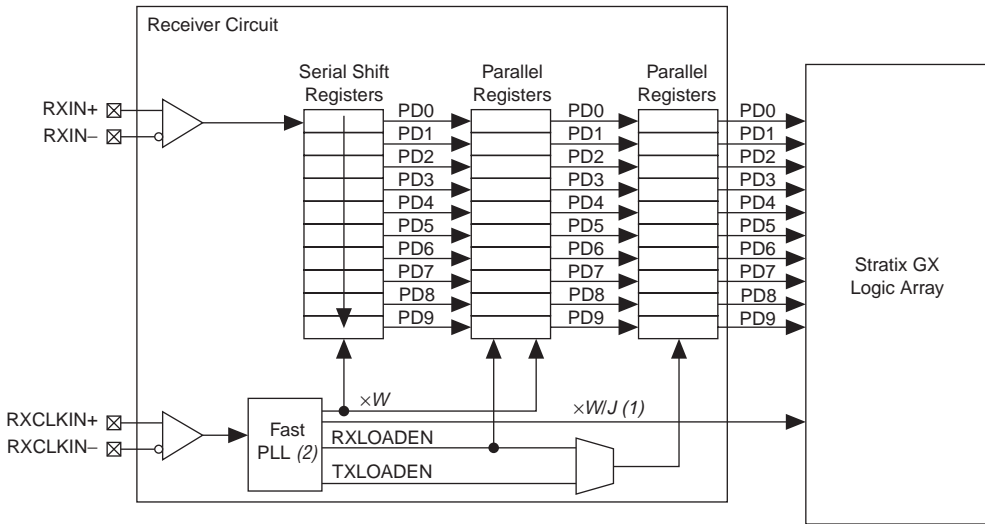 Receiver Circuit
Serial Shift
Registers
Parallel
Registers
Parallel
Registers
RXIN+
RXIN–
PD0 PD0 PD0
PD1 PD1 PD1
PD2 PD2 PD2
PD3 PD3 PD3
PD4 PD4 PD4
PD5 PD5 PD5
PD6 PD6 PD6
PD7 PD7 PD7
PD8 PD8 PD8
PD9 PD9 PD9
Stratix GX
Logic Array
×W
×W/J (1)
RXCLKIN+
RXCLKIN–
Fast
PLL (2)
RXLOADEN
TXLOADEN